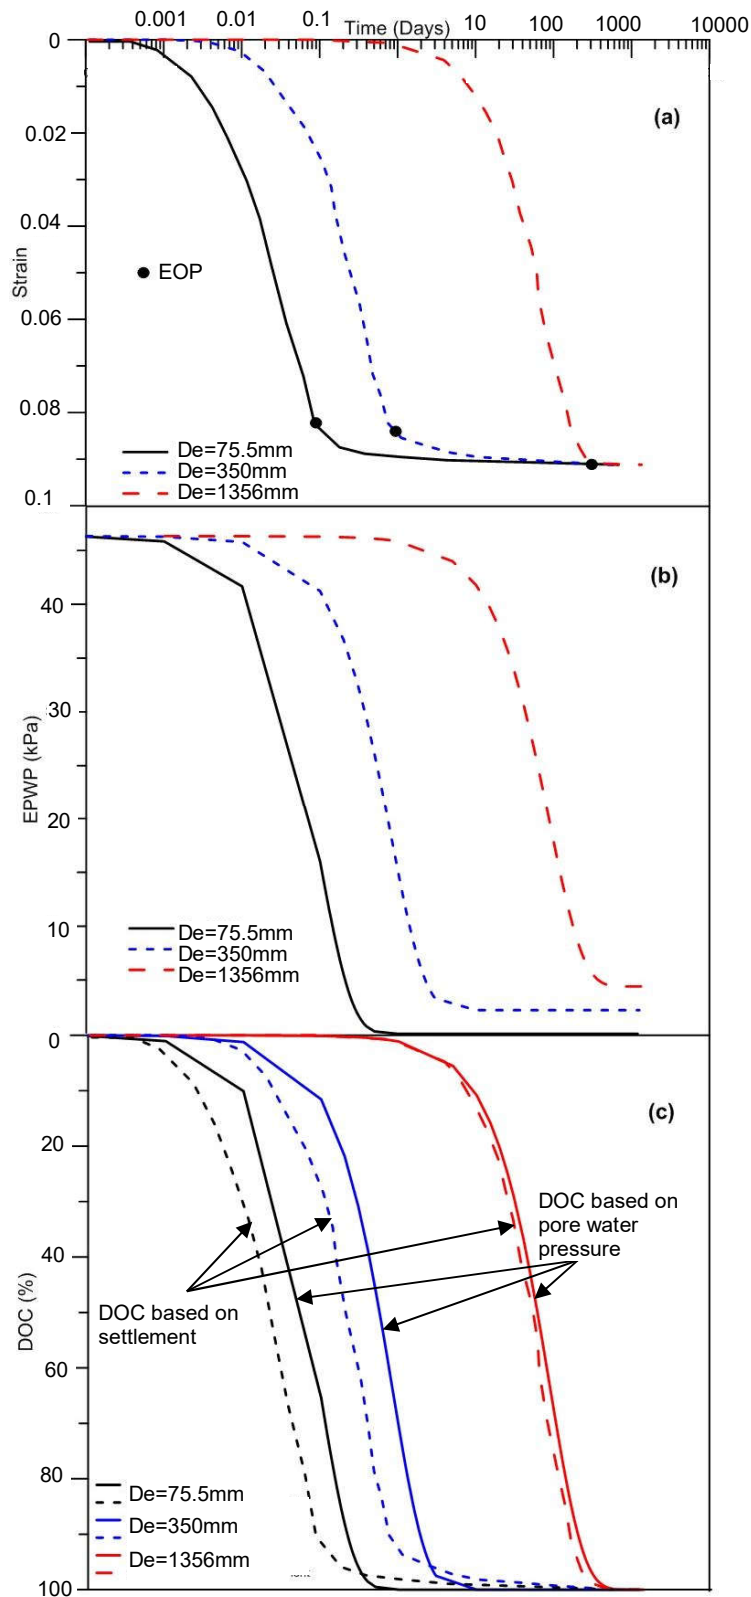 Time (Days)
0.001 0.01 0.1 10 100 1000 10000
0
0.02
0.04
0.06
0.08
0.1
Strain
(a)
EOP
De=75.5mm
De=350mm
De=1356mm
40
30
20
10
EPWP (kPa)
(b)
De=75.5mm
De=350mm
De=1356mm
0
20
40
60
80
100
DOC (%)
(c)
DOC based on
pore water
pressure
DOC based on
settlement
De=75.5mm
De=350mm
De=1356mm